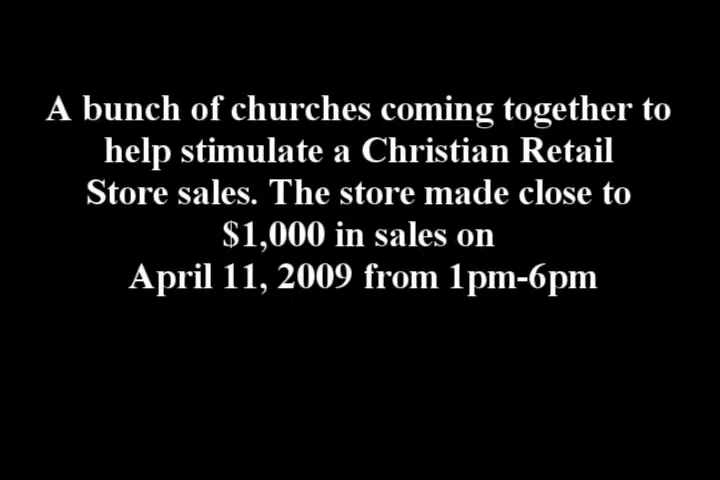 A bunch of churches coming together to
help stimulate a Christian Retail
Store sales. The store made close to
$1,000 in sales on
April 11, 2009 from 1pm-6pm